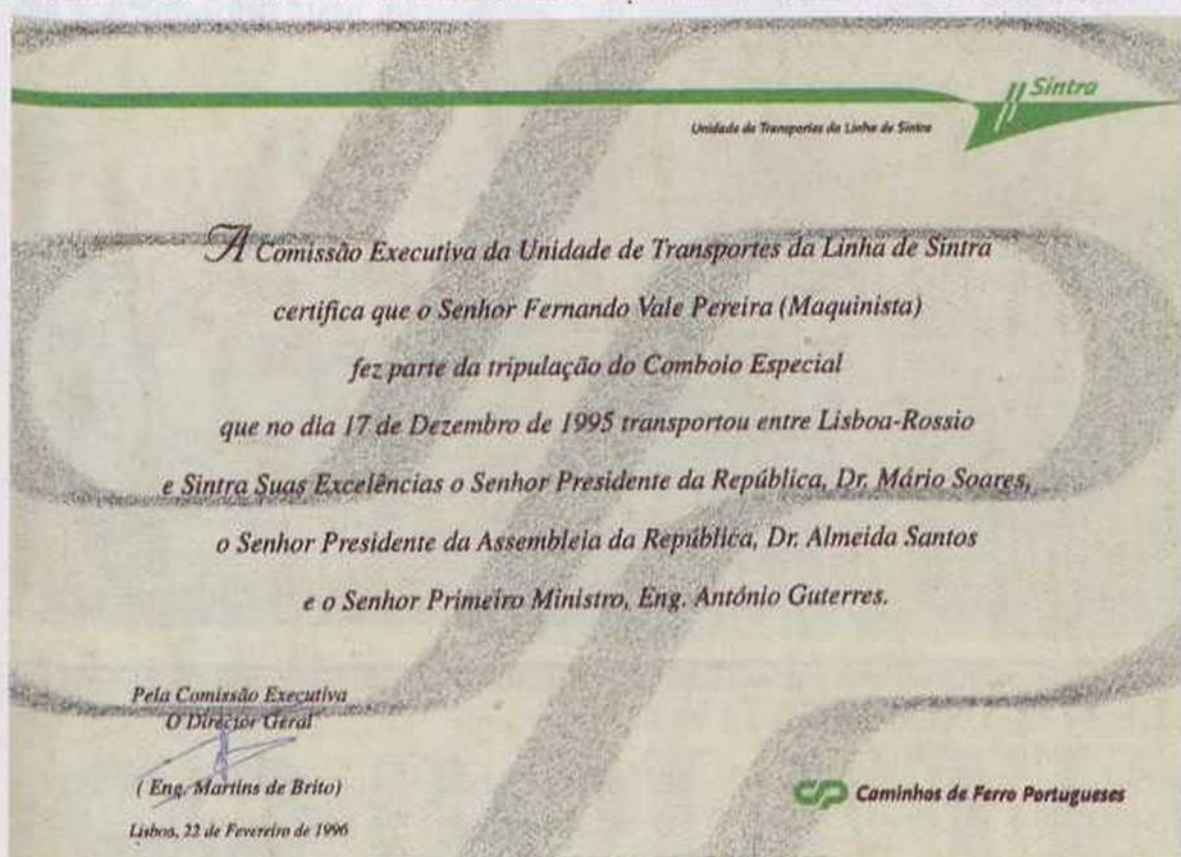 Sintra
Unidade de Transportes da Linha de Sintra
A Comissão Executiva da Unidade de Transportes da Linha de Sintra
certifica que o Senhor Fernando Vale Pereira (Maquinista)
fez parte da tripulação do Comboio Especial
que no dia 17 de Dezembro de 1995 transportou entre Lisboa-Rossio
e Sintra Suas Excelências o Senhor Presidente da República, Dr. Mário Soares,
o Senhor Presidente da Assembleia da República, Dr. Almeida Santos
e o Senhor Primeiro Ministro, Eng. António Guterres.
Pela Comissão Executiva
O Director Geral
( Eng. Martins de Brito)
Lisboa, 22 de Fevereiro de 1996
CP Caminhos de Ferro Portugueses